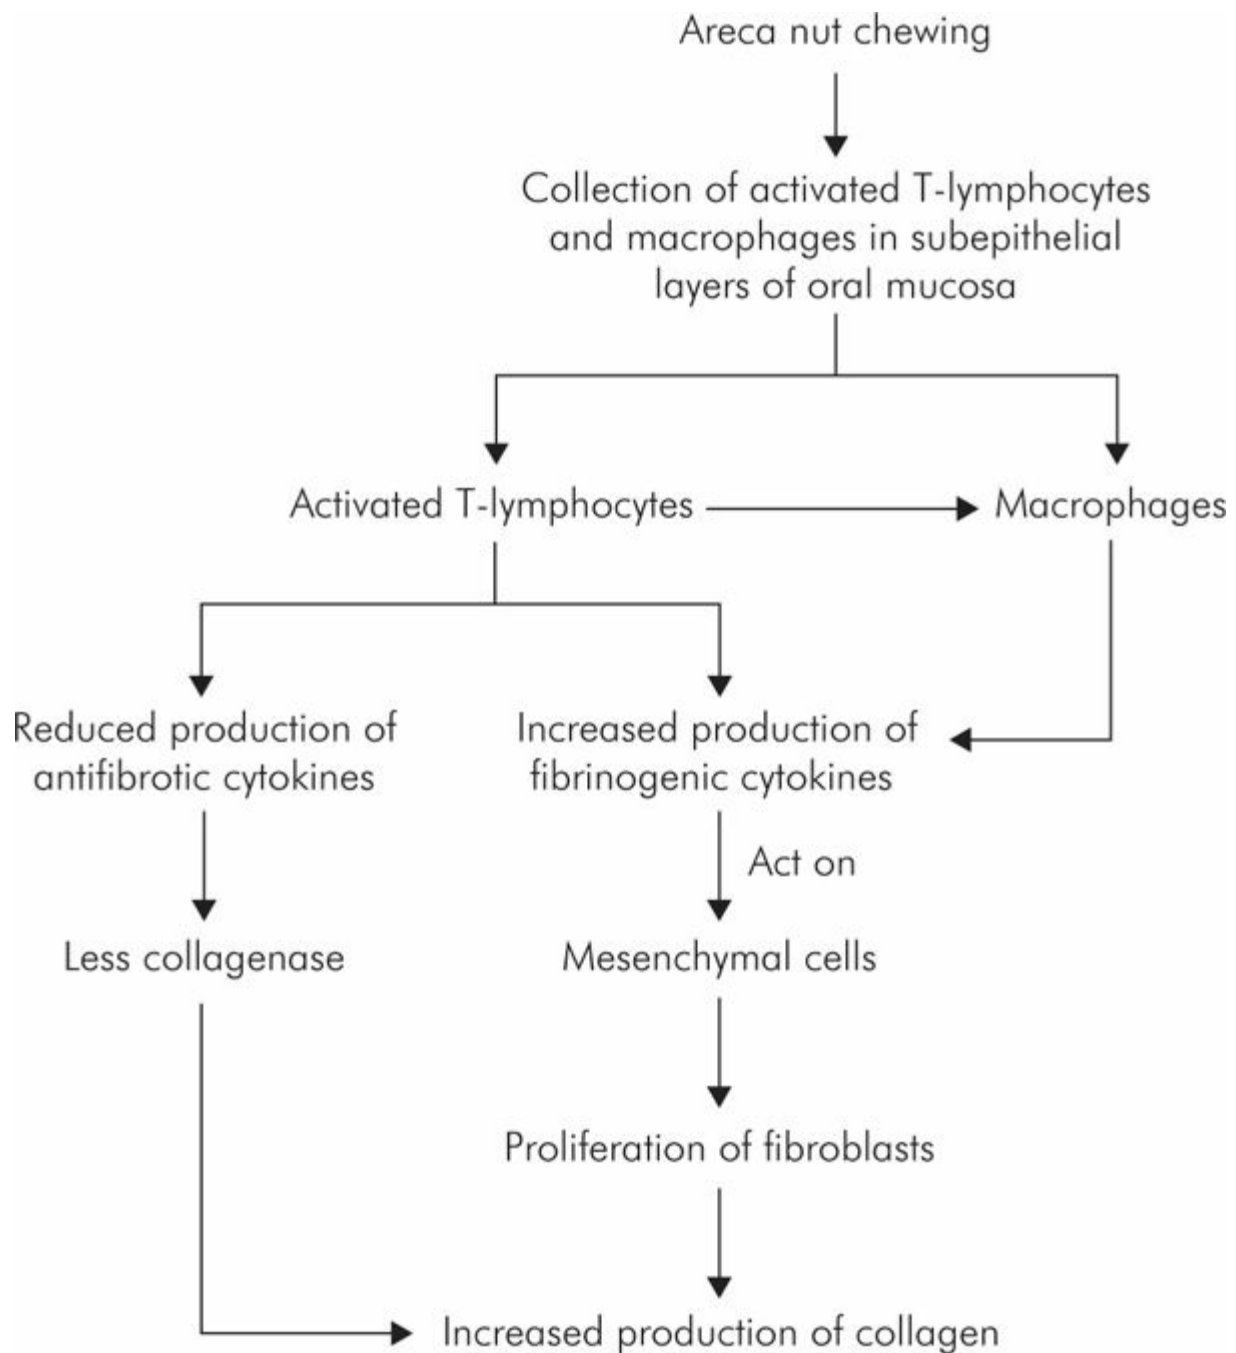 Areca nut chewing
Collection of activated T-lymphocytes
and macrophages in subepithelial
layers of oral mucosa
Activated T-lymphocytes
Macrophages
Reduced production of
antifibrotic cytokines
Increased production of
fibrinogenic cytokines
Act on
Less collagenase
Mesenchymal cells
Proliferation of fibroblasts
Increased production of collagen